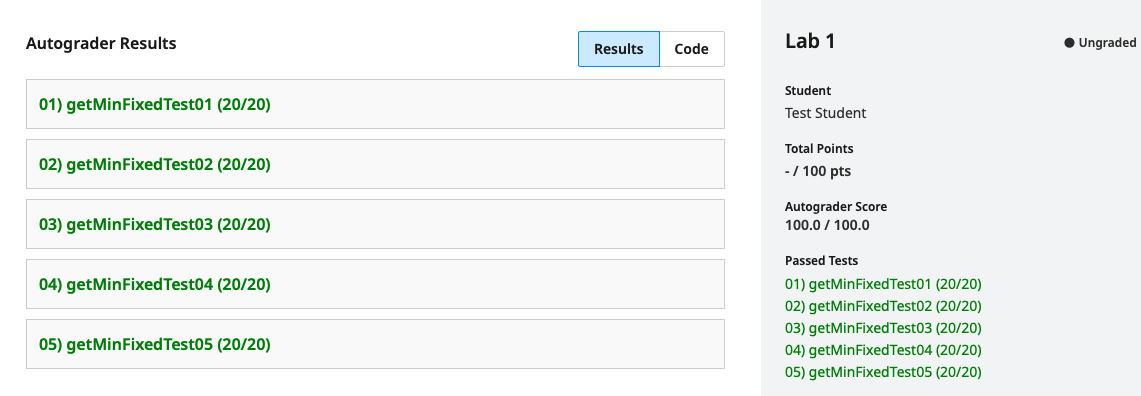 Autograder Results
Results
Code
01) getMinFixedTest01 (20/20)
02) getMinFixedTest02 (20/20)
03) getMinFixedTest03 (20/20)
04) getMinFixedTest04 (20/20)
05) getMinFixedTest05 (20/20)
Lab 1
Ungraded
Student
Test Student
Total Points
- / 100 pts
Autograder Score
100.0 / 100.0
Passed Tests
01) getMinFixedTest01 (20/20)
02) getMinFixedTest02 (20/20)
03) getMinFixedTest03 (20/20)
04) getMinFixedTest04 (20/20)
05) getMinFixedTest05 (20/20)